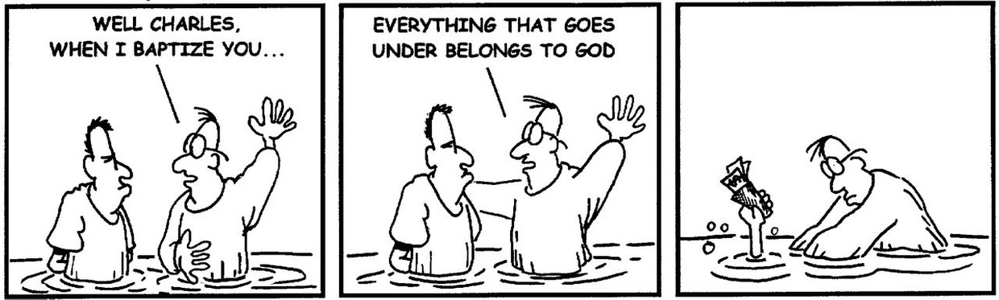 WELL CHARLES,
WHEN I BAPTIZE YOU...
EVERYTHING THAT GOES
UNDER BELONGS TO GOD
$